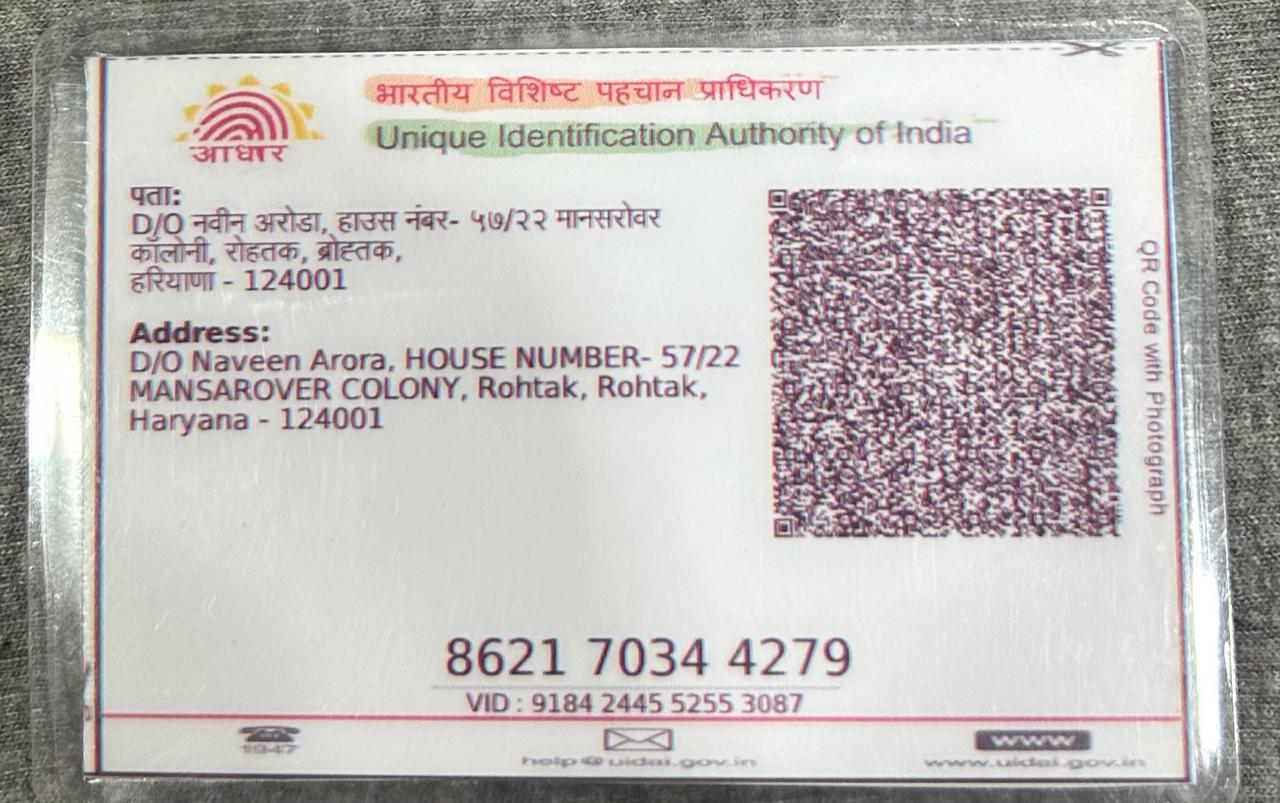 भारतीय विशिष्ट पहचान प्राधिकरण
Unique Identification Authority of India
आधार
पता:
D/O नवीन अरोडा, हाउस नंबर- ५७/२२ मानसरोवर
कॉलोनी, रोहतक, ब्रोह्तक,
हरियाणा - 124001
Address:
D/O Naveen Arora, HOUSE NUMBER- 57/22
MANSAROVER COLONY, Rohtak, Rohtak,
Haryana - 124001
QR Code with Photograph
8621 7034 4279
VID : 9184 2445 5255 3087
1947
help@uidai.gov.in
www
www.uidai.gov.in